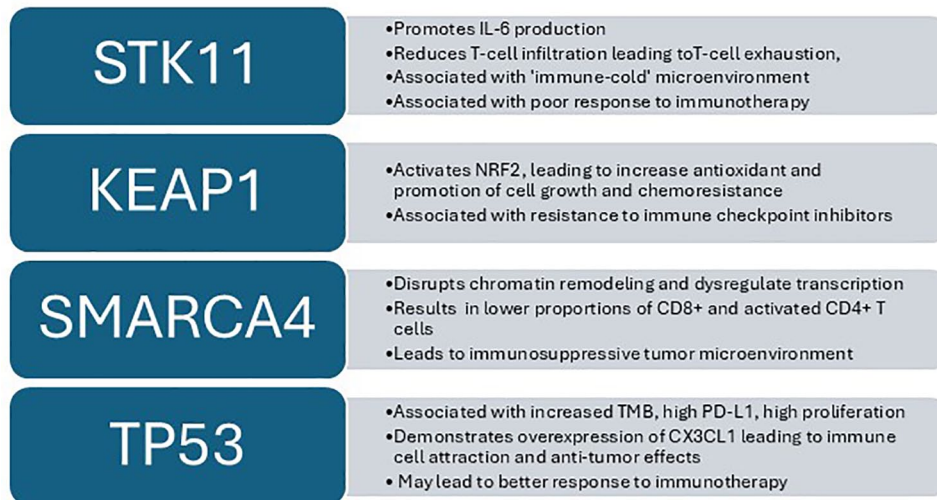 STK11
•Promotes IL-6 production
•Reduces T-cell infiltration leading toT-cell exhaustion,
•Associated with 'immune-cold' microenvironment
•Associated with poor response to immunotherapy
KEAP1
•Activates NRF2, leading to increase antioxidant and
promotion of cell growth and chemoresistance
•Associated with resistance to immune checkpoint inhibitors
SMARCA4
•Disrupts chromatin remodeling and dysregulate transcription
•Results in lower proportions of CD8+ and activated CD4+ T
cells
•Leads to immunosuppressive tumor microenvironment
TP53
•Associated with increased TMB, high PD-L1, high proliferation
•Demonstrates overexpression of CX3CL1 leading to immune
cell attraction and anti-tumor effects
• May lead to better response to immunotherapy